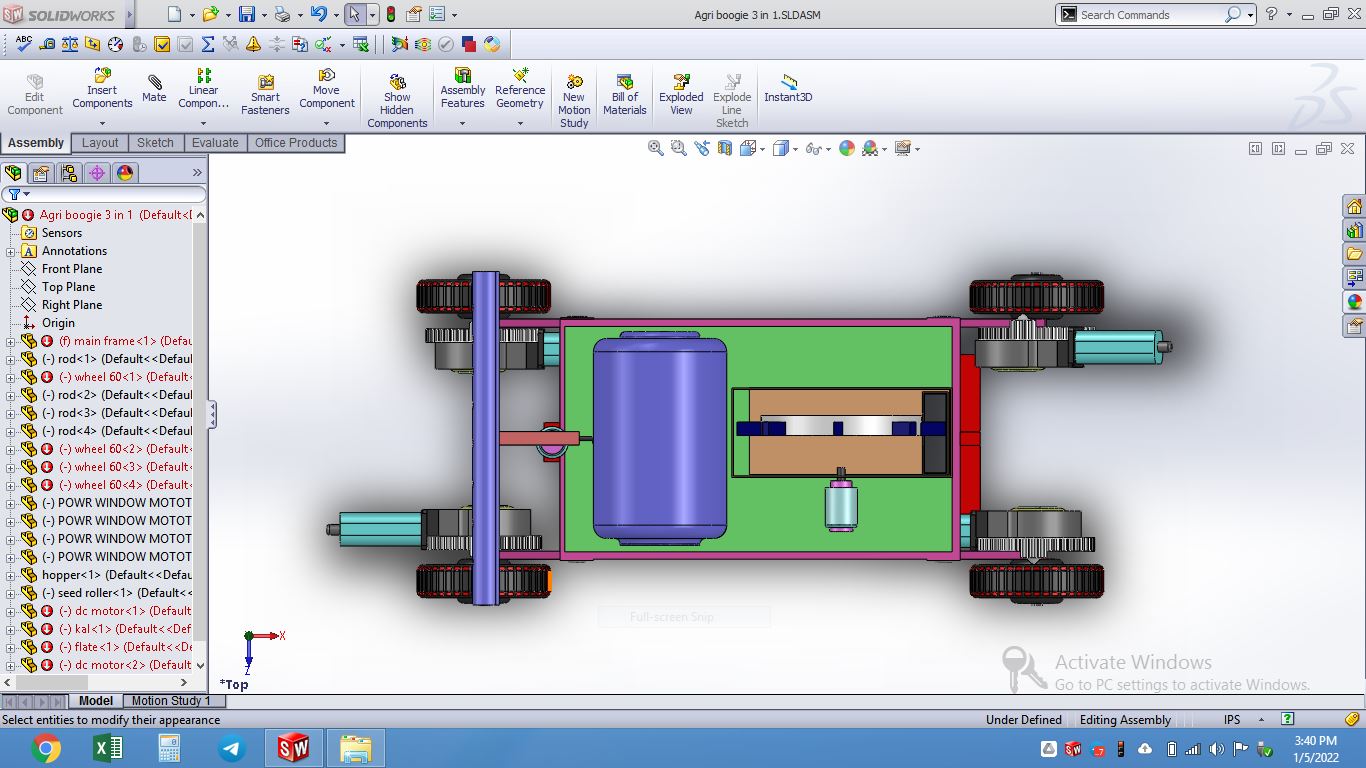 SOLIDWORKS
Agri boogie 3 in 1.SLDASM
Search Commands
ABC
Edit Component
Insert Components
Mate
Linear Compon...
Smart Fasteners
Move Component
Show Hidden Components
Assembly Features
Reference Geometry
New Motion Study
Bill of Materials
Exploded View
Explode Line Sketch
Instant3D
Assembly Layout Sketch Evaluate Office Products
Agri boogie 3 in 1 (Default<
Sensors
Annotations
Front Plane
Top Plane
Right Plane
Origin
(f) main frame<1> (Defaul
(-) rod<1> (Default<<Defau
(-) wheel 60<1> (Default<
(-) rod<2> (Default<<Defau
(-) rod<3> (Default<<Defau
(-) rod<4> (Default<<Defau
(-) wheel 60<2> (Default<
(-) wheel 60<3> (Default<
(-) wheel 60<4> (Default<
(-) POWR WINDOW MOTOT
(-) POWR WINDOW MOTOT
(-) POWR WINDOW MOTOT
(-) POWR WINDOW MOTOT
hopper<1> (Default<<Defau
(-) seed roller<1> (Default<<
(-) dc motor<1> (Default
(-) kal<1> (Default<<Def
(-) flate<1> (Default<<De
(-) dc motor<2> (Default
Full-screen Snip
X
Z
*Top
Activate Windows
Go to PC settings to activate Windows.
Model Motion Study 1
Select entities to modify their appearance
Under Defined Editing Assembly IPS
3:40 PM
1/5/2022